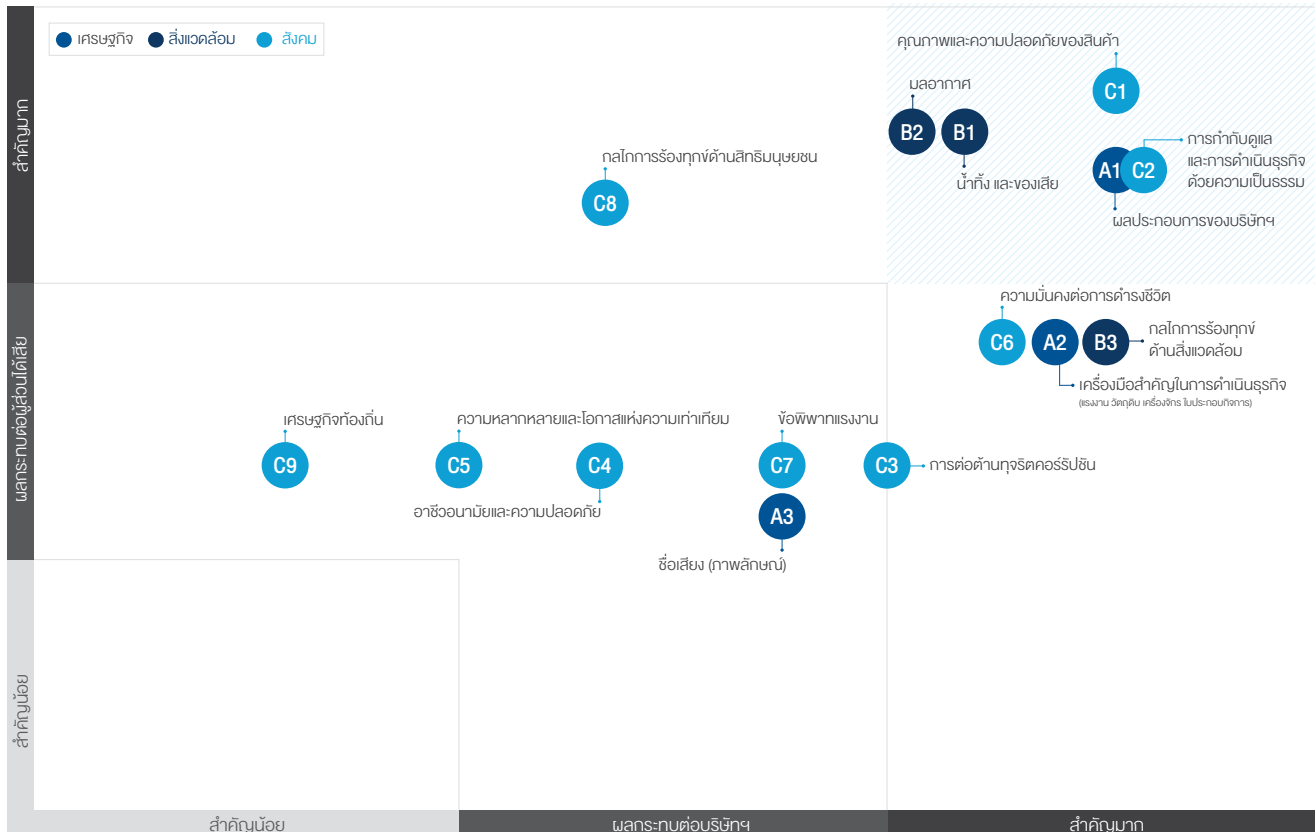 เศรษฐกิจ
สิ่งแวดล้อม
สังคม
คุณภาพและความปลอดภัยของสินค้า
C1
มลอากาศ
B2
B1
น้ำทิ้ง และของเสีย
การกำกับดูแล
และการดำเนินธุรกิจ
ด้วยความเป็นธรรม
A1
C2
ผลประกอบการของบริษัทฯ
กลไกการร้องทุกข์ด้านสิทธิมนุษยชน
C8
สำคัญมาก
ความมั่นคงต่อการดำรงชีวิต
C6
A2
B3
กลไกการร้องทุกข์
ด้านสิ่งแวดล้อม
เครื่องมือสำคัญในการดำเนินธุรกิจ
(แรงงาน วัตถุดิบ เครื่องจักร ใบประกอบกิจการ)
ผลกระทบต่อผู้ส่วนได้เสีย
เศรษฐกิจท้องถิ่น
C9
ความหลากหลายและโอกาสแห่งความเท่าเทียม
C5
C4
อาชีวอนามัยและความปลอดภัย
ข้อพิพาทแรงงาน
C7
C3
การต่อต้านทุจริตคอร์รัปชัน
A3
ชื่อเสียง (ภาพลักษณ์)
สำคัญน้อย
สำคัญน้อย
ผลกระทบต่อบริษัทฯ
สำคัญมาก